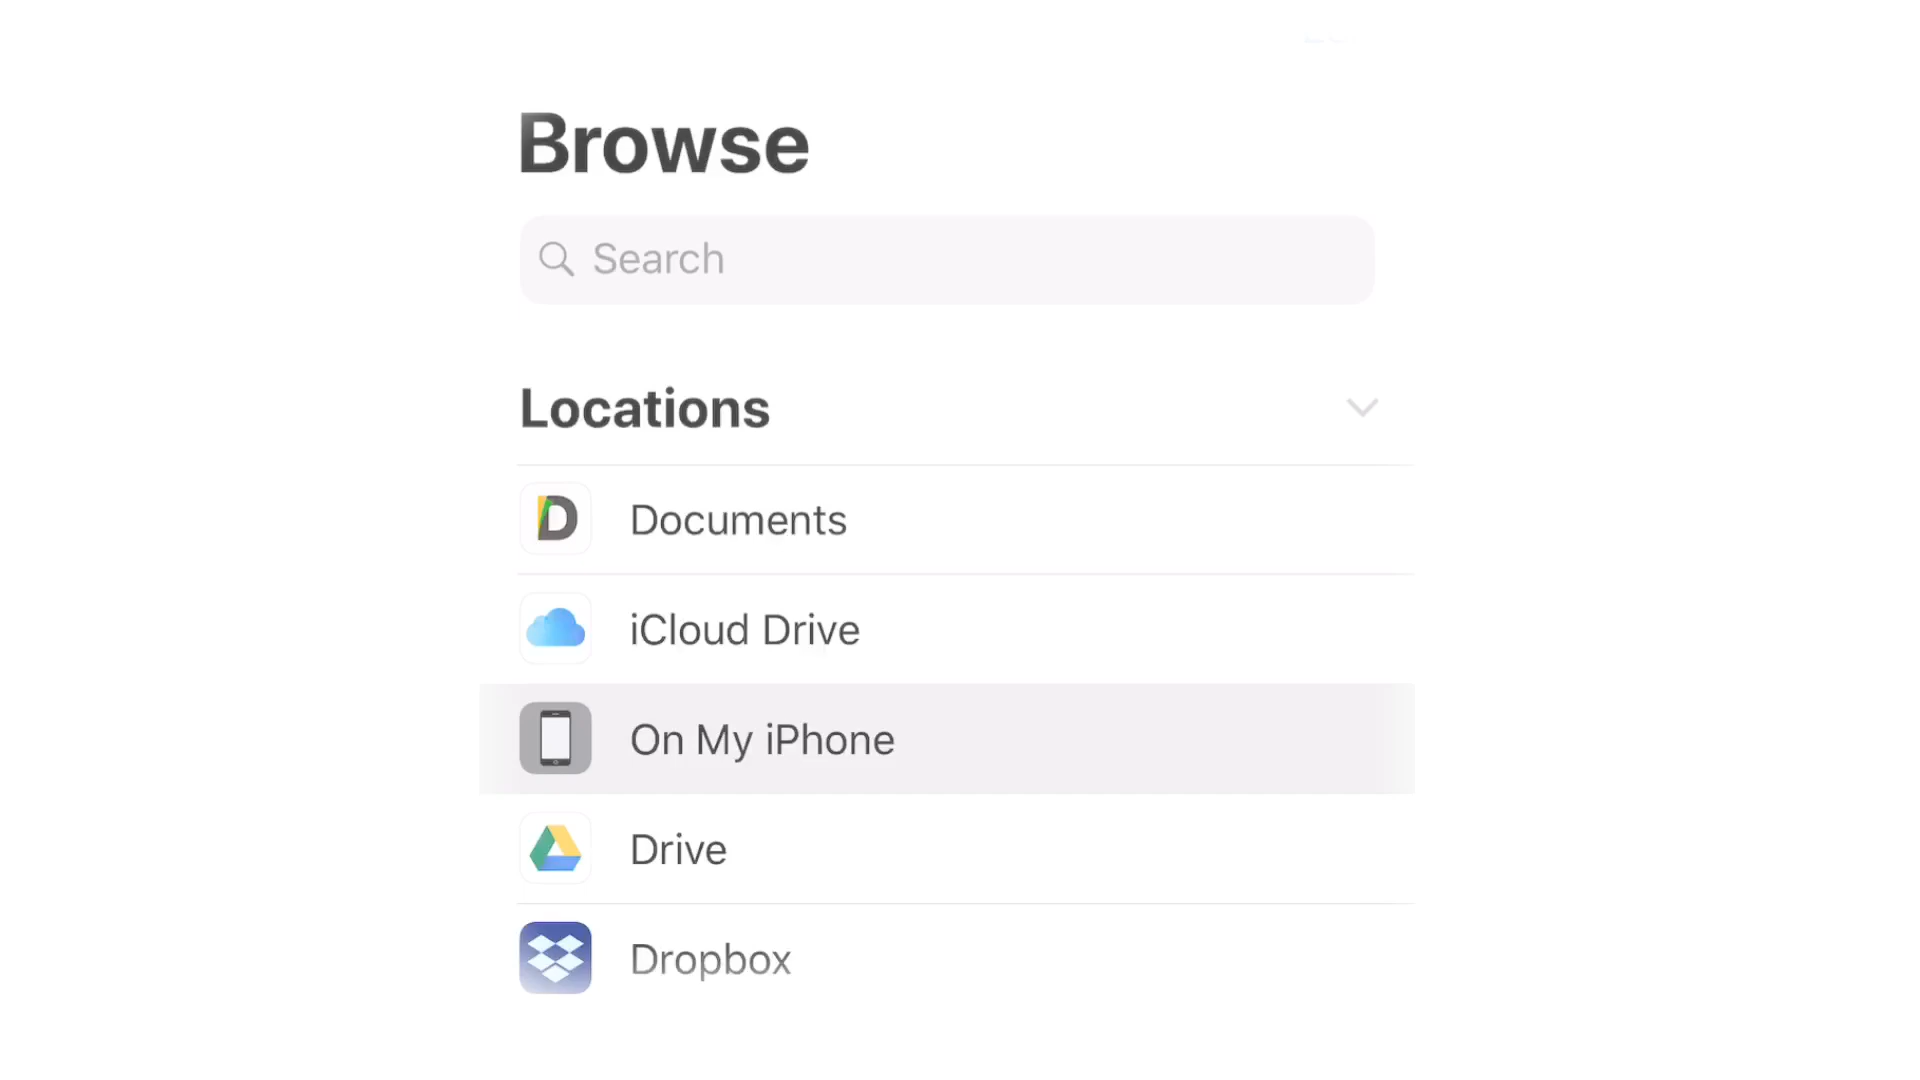 Browse
Search
Locations
Documents
iCloud Drive
On My iPhone
Drive
Dropbox